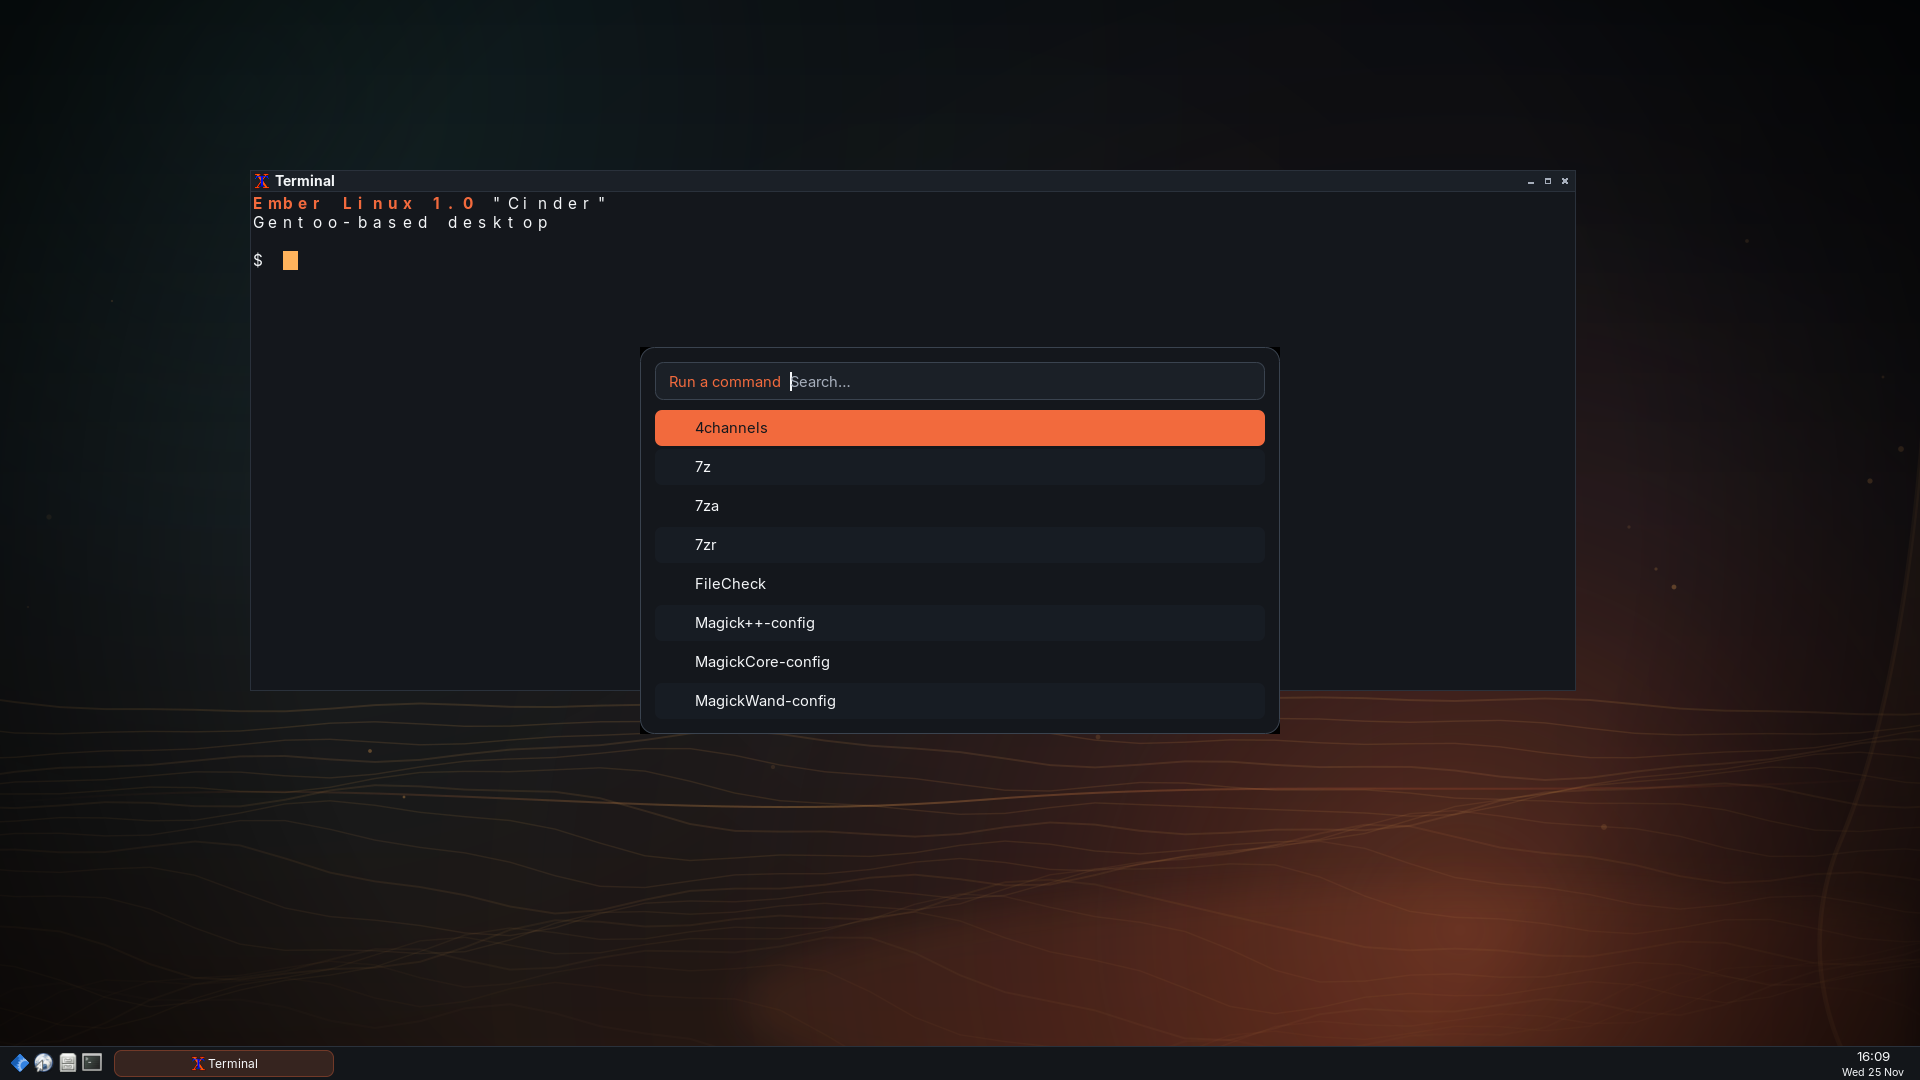 Terminal
Ember Linux 1.0 "Cinder"
Gentoo-based desktop
$
Run a command Search...
4channels
7z
7za
7zr
FileCheck
Magick++-config
MagickCore-config
MagickWand-config
Terminal
16:09
Wed 25 Nov